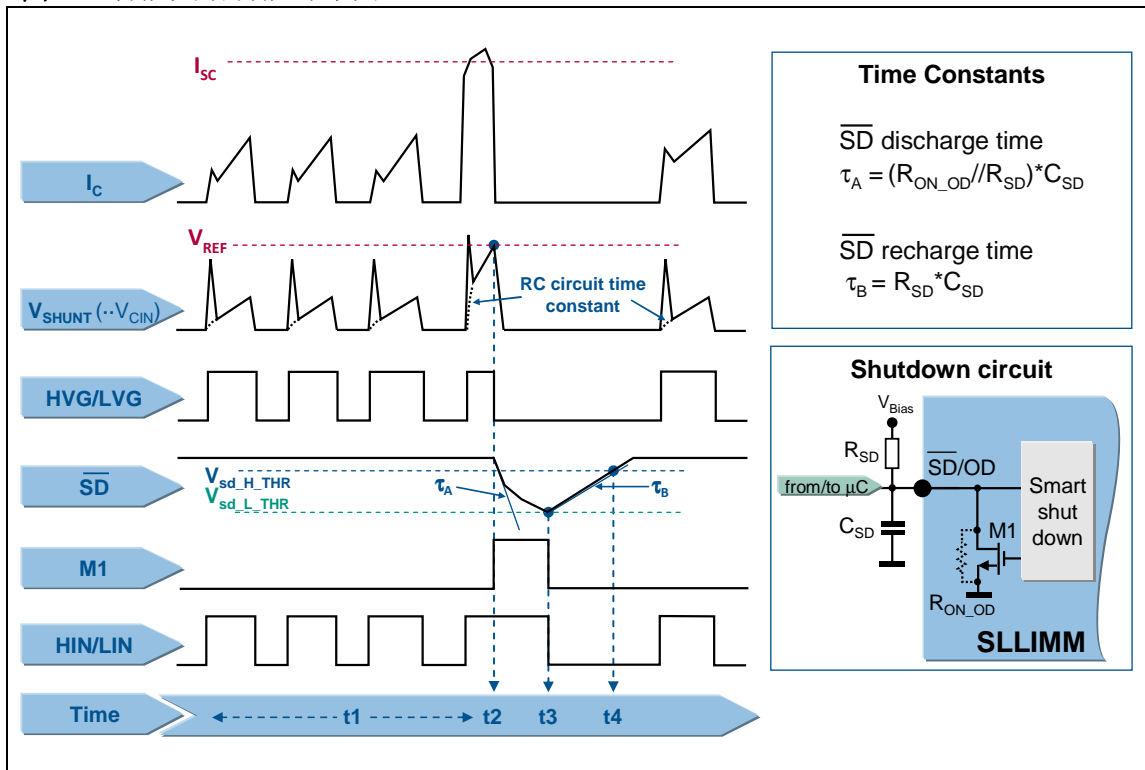 I_SC
I_C
V_REF
RC circuit time
constant
V_SHUNT (··V_CIN)
HVG/LVG
SD
V_sd_H_THR
V_sd_L_THR
τ_A
τ_B
M1
HIN/LIN
Time
t1
t2
t3
t4
Time Constants
SD discharge time
τ_A = (R_ON_OD//R_SD)*C_SD
SD recharge time
τ_B = R_SD*C_SD
Shutdown circuit
V_Bias
R_SD
SD/OD
from/to μC
C_SD
M1
Smart
shut
down
R_ON_OD
SLLIMM